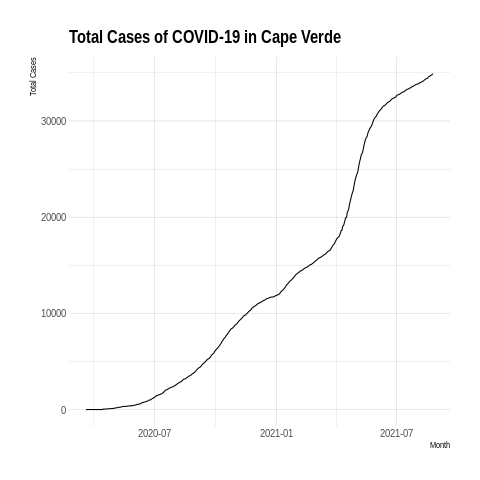 Total Cases of COVID-19 in Cape Verde
Total Cases
30000
20000
10000
0
2020-07
2021-01
2021-07
Month